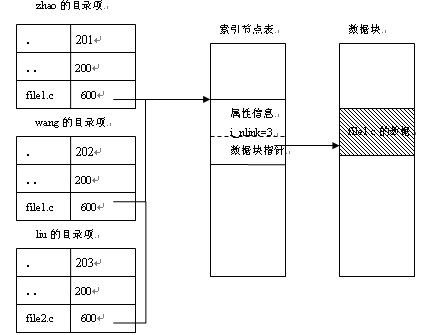 zhao 的目录项
. 201
.. 200
file1.c 600
wang 的目录项
. 202
.. 200
file1.c 600
liu 的目录项
. 203
.. 200
file2.c 600
索引节点表
属性信息
i_nlink=3
数据块指针
数据块
file1.c 的数据